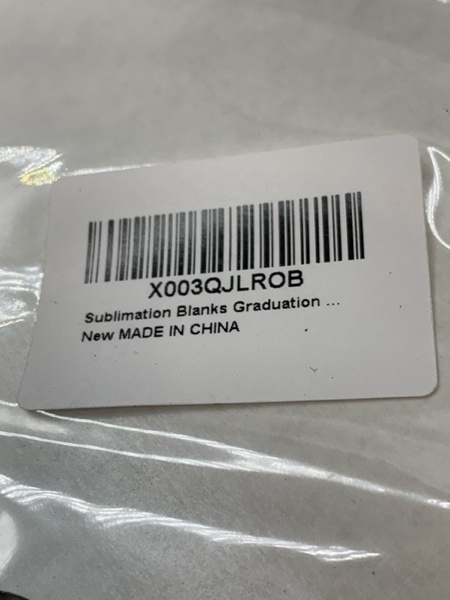 X003QJLROB
Sublimation Blanks Graduation ...
New MADE IN CHINA